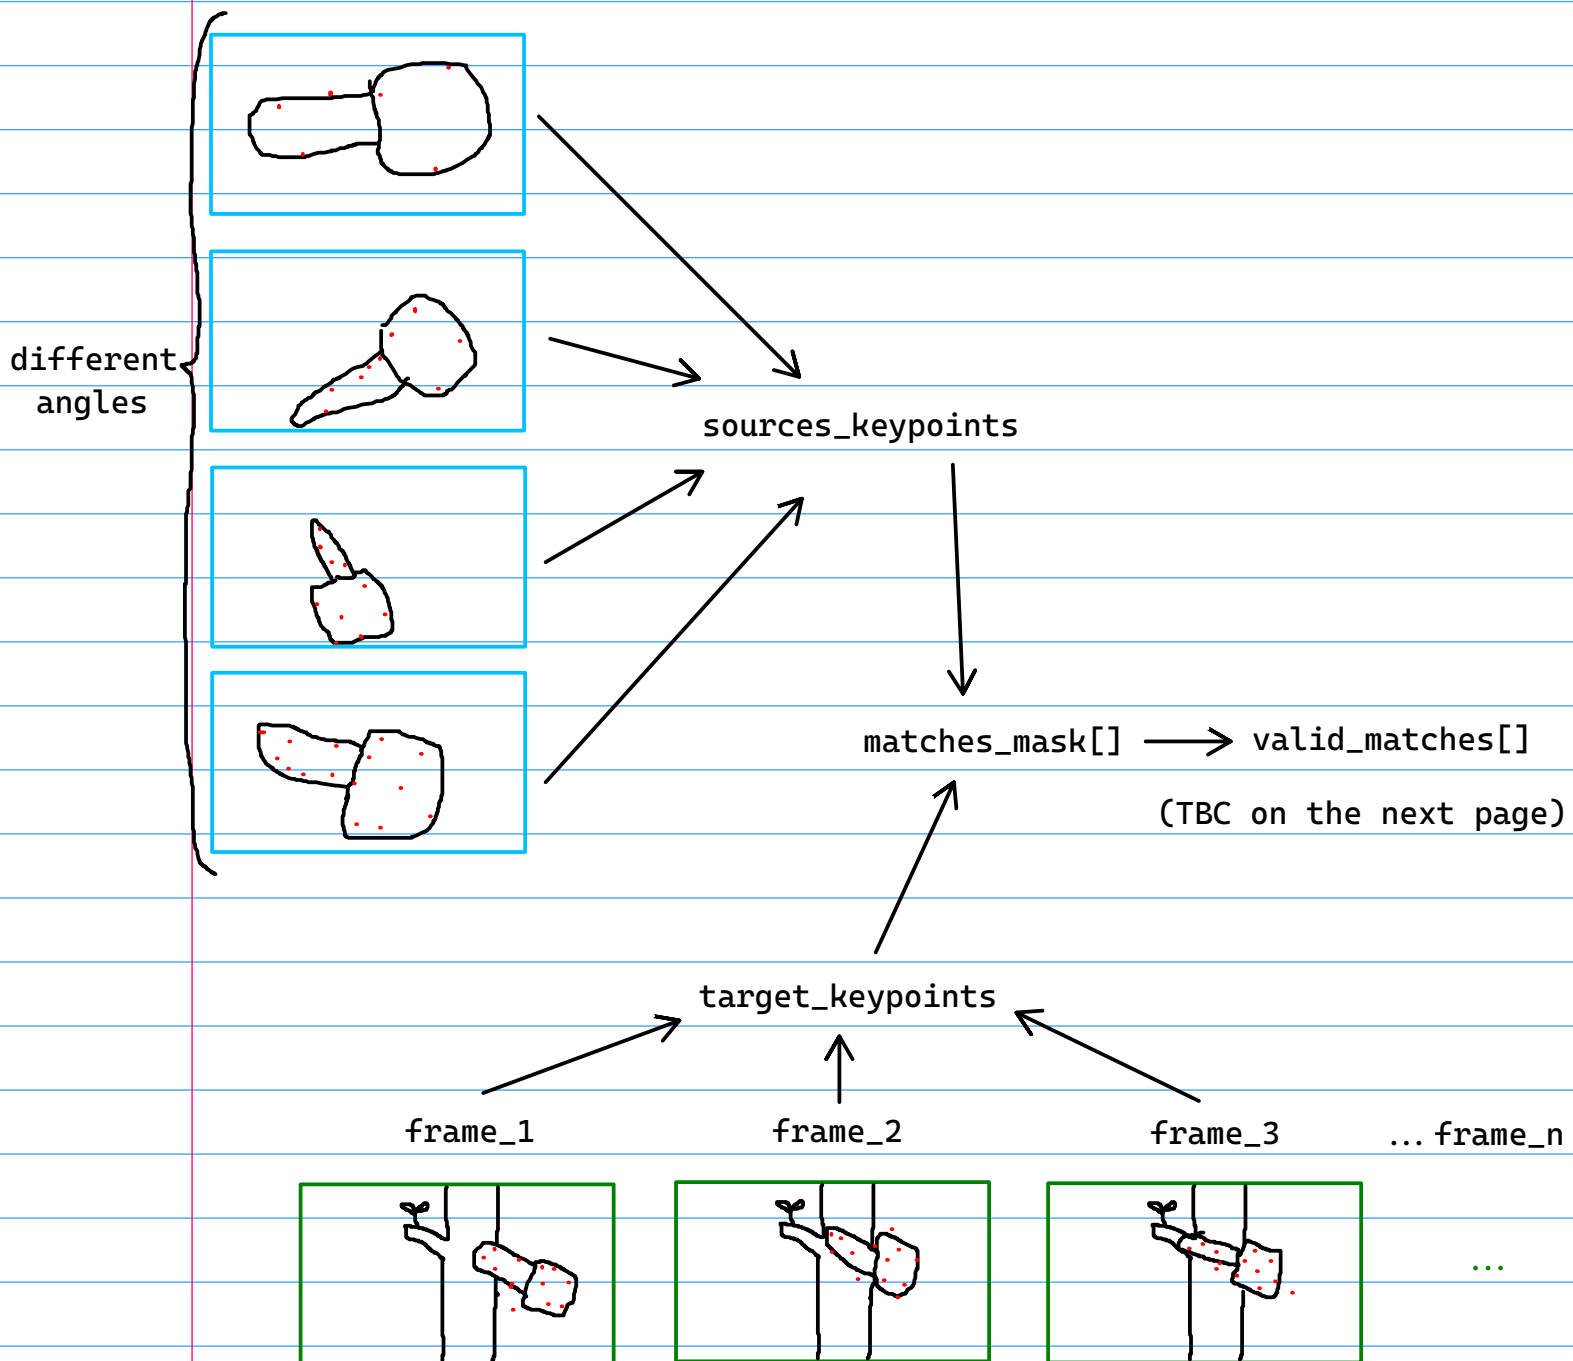 different
angles
sources_keypoints
matches_mask[]
valid_matches[]
(TBC on the next page)
target_keypoints
frame_1
frame_2
frame_3
... frame_n
...